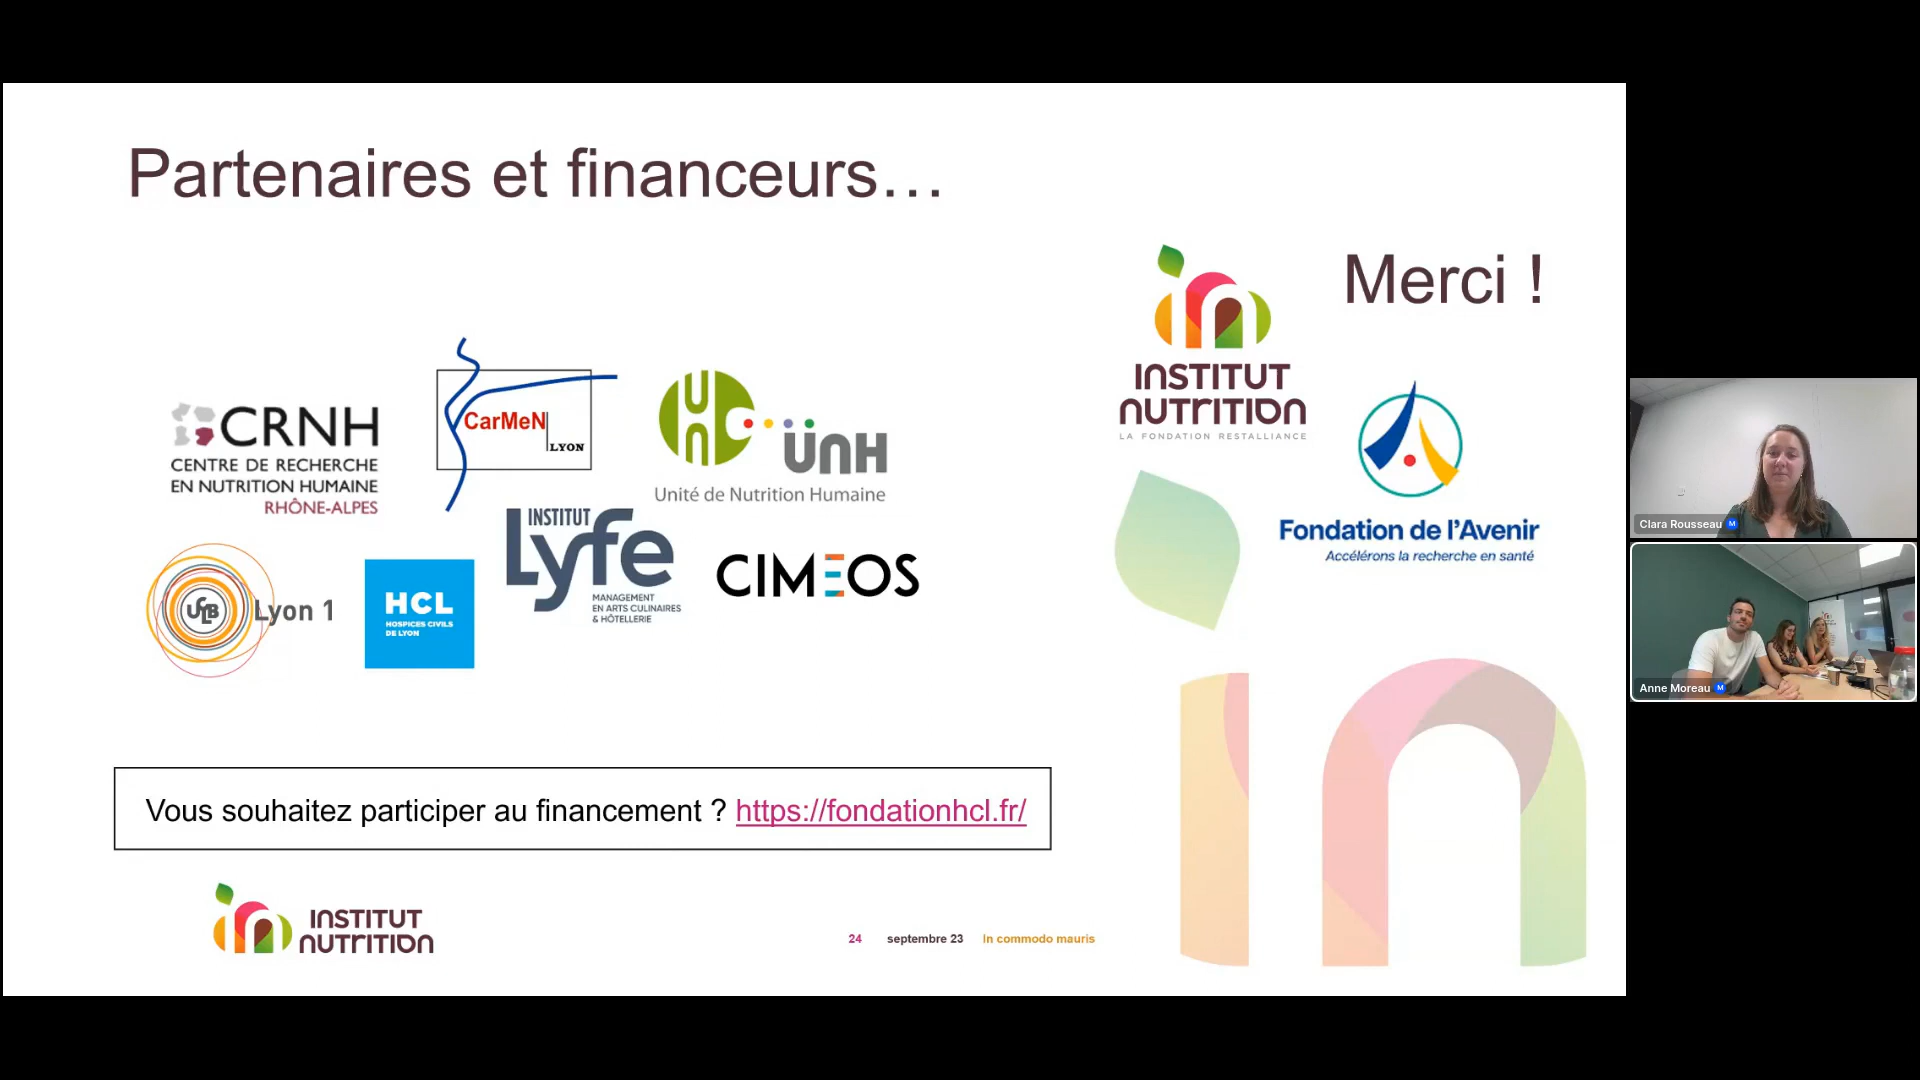 Partenaires et financeurs…
Merci !
INSTITUT
NUTRITION
LA FONDATION RESTALLIANCE
CRNH
CENTRE DE RECHERCHE
EN NUTRITION HUMAINE
RHÔNE-ALPES
CarMeN
LYON
UNH
Unité de Nutrition Humaine
Fondation de l'Avenir
Accélérons la recherche en santé
UCLB
Lyon 1
HCL
HOSPICES CIVILS
DE LYON
INSTITUT
Lyfe
MANAGEMENT
EN ARTS CULINAIRES
& HÔTELLERIE
CIMEOS
Clara Rousseau M
Anne Moreau M
Vous souhaitez participer au financement ? https://fondationhcl.fr/
INSTITUT
NUTRITION
24 septembre 23 In commodo mauris
in